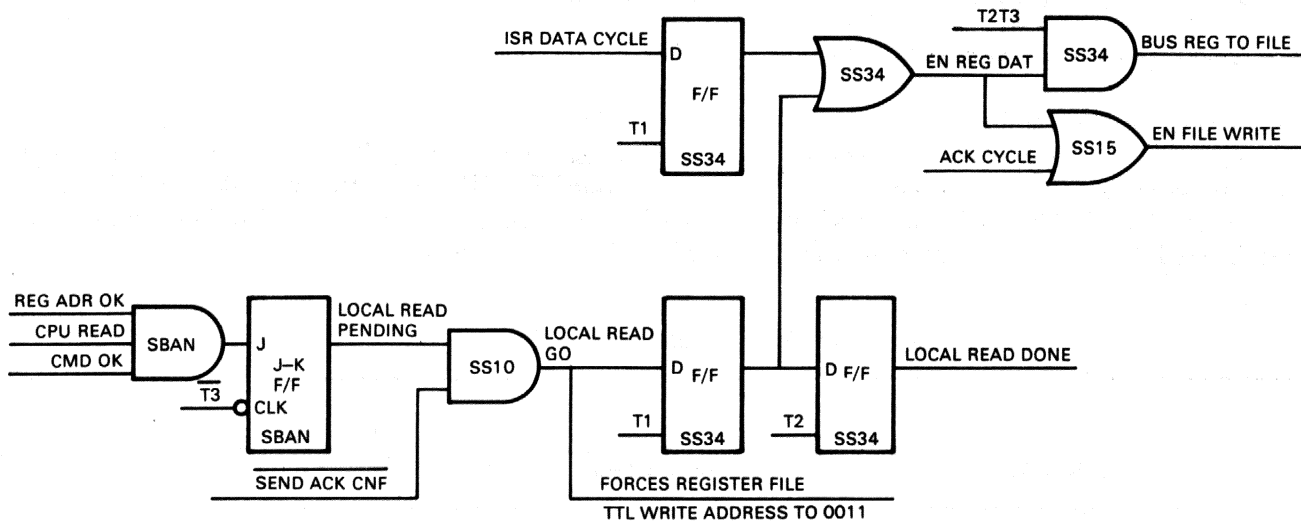 T2T3
ISR DATA CYCLE
D
F/F
T1
SS34
SS34
EN REG DAT
SS34
BUS REG TO FILE
ACK CYCLE
SS15
EN FILE WRITE
REG ADR OK
CPU READ
CMD OK
SBAN
T3
J
J–K
F/F
CLK
SBAN
LOCAL READ
PENDING
SEND ACK CNF
SS10
LOCAL READ
GO
D F/F
T1
SS34
D F/F
T2
SS34
LOCAL READ DONE
FORCES REGISTER FILE
TTL WRITE ADDRESS TO 0011